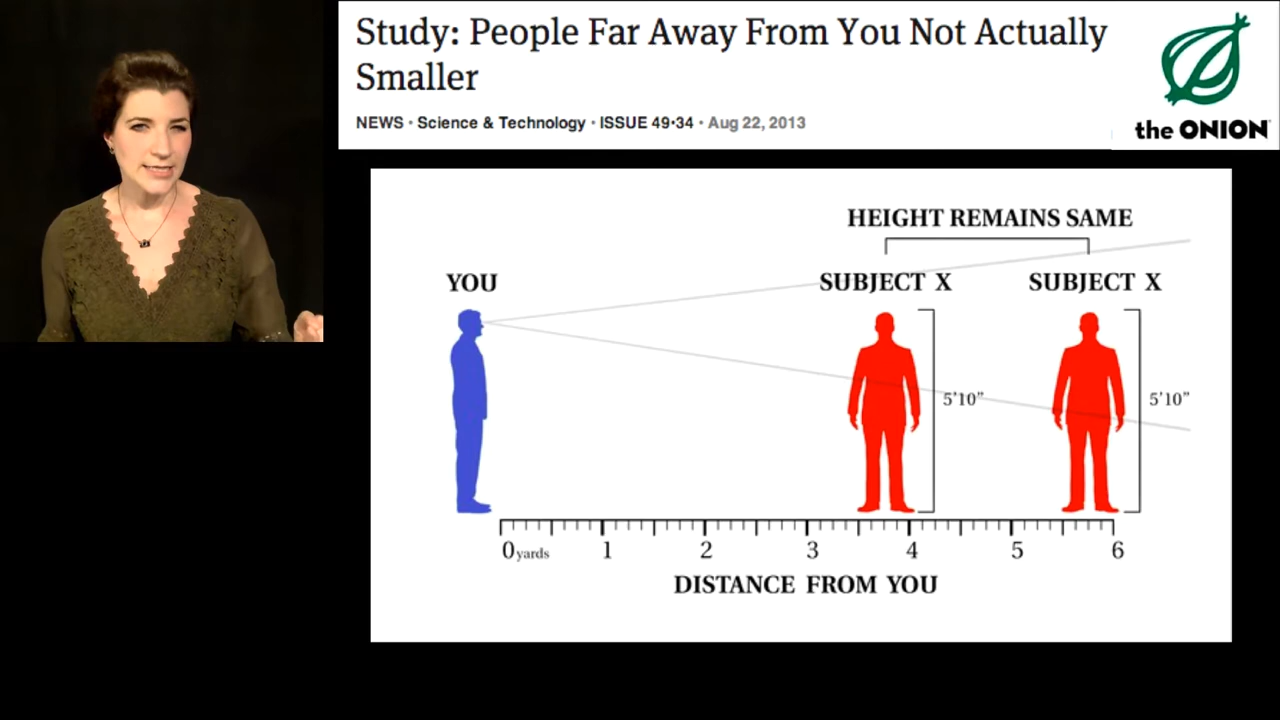 Study: People Far Away From You Not Actually
Smaller
NEWS • Science & Technology • ISSUE 49•34 • Aug 22, 2013
the ONION
HEIGHT REMAINS SAME
YOU
SUBJECT X
SUBJECT X
5’10”
5’10”
0 yards 1 2 3 4 5 6
DISTANCE FROM YOU